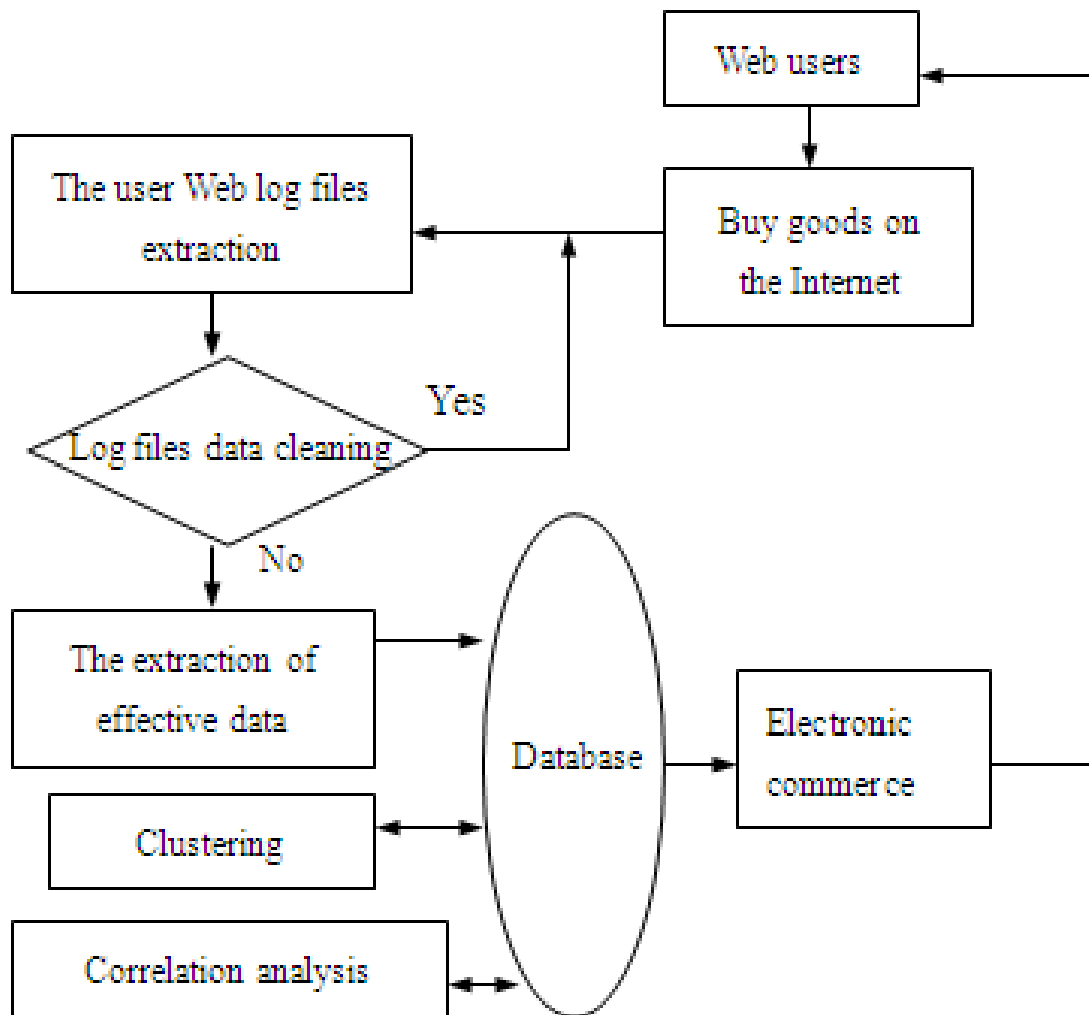 Web users
The user Web log files
extraction
Buy goods on
the Internet
Yes
Log files data cleaning
No
The extraction of
effective data
Database
Electronic
commerce
Clustering
Correlation analysis